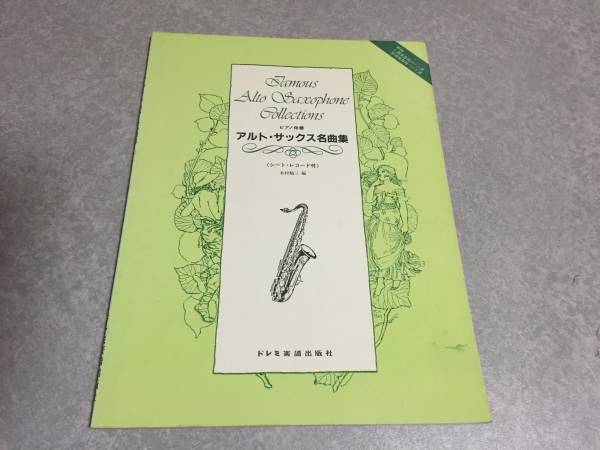 Famous
Alto Saxophone
Collections
ピアノ伴奏
アルト・サックス名曲集
(シート・レコード付)
ドレミ楽譜出版社